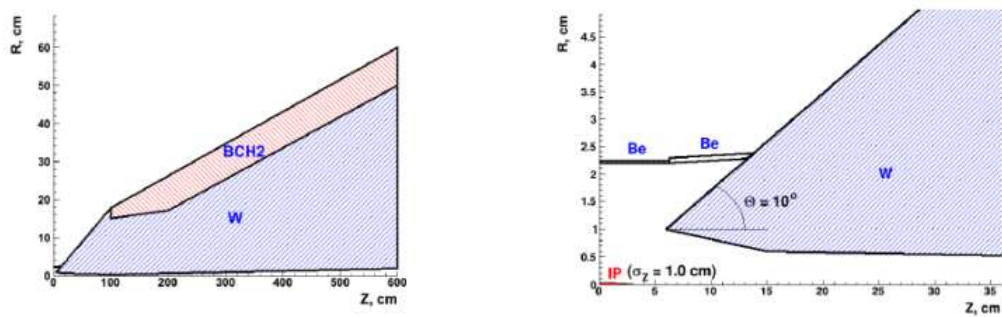 R, cm
60
50
40
30
20
10
0
BCH2
W
0 100 200 300 400 500 600
Z, cm
R, cm
4.5
4
3.5
3
2.5
2
1.5
1
0.5
0
Be
Be
W
Θ = 10°
IP (σZ = 1.0 cm)
0 5 10 15 20 25 30 35
Z, cm